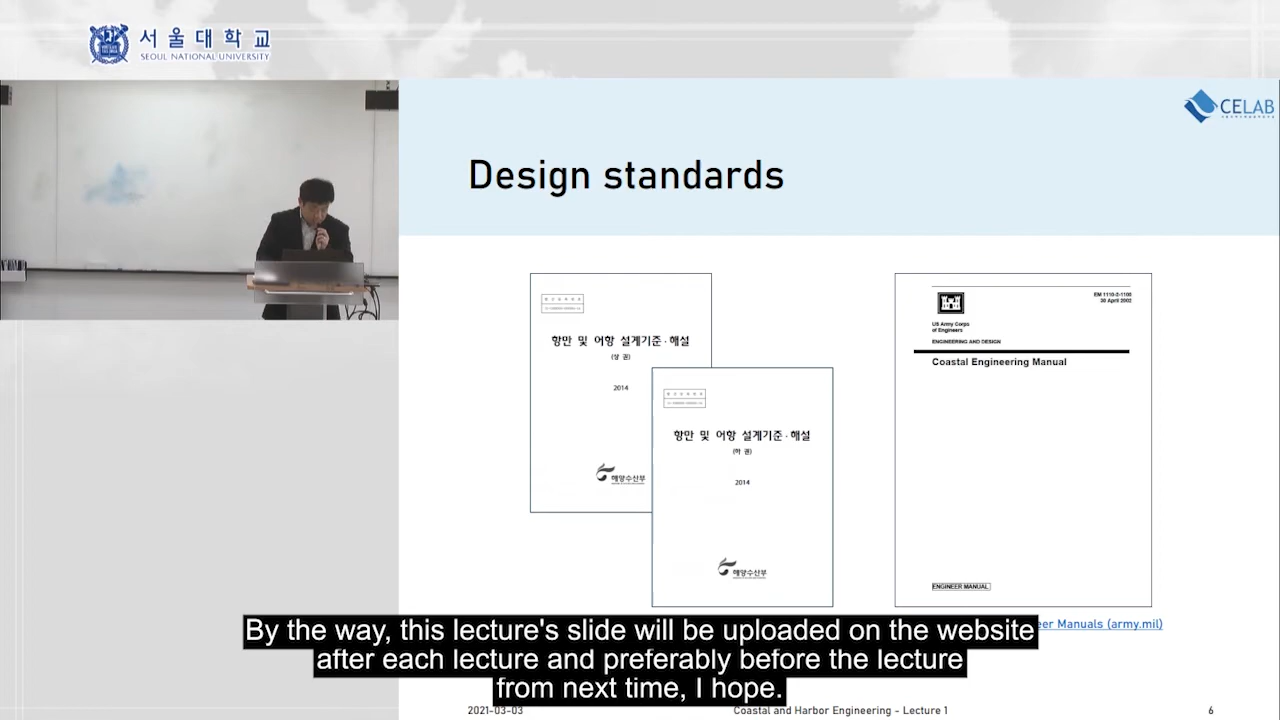 서울대학교
SEOUL NATIONAL UNIVERSITY
CELAB
Design standards
항만 및 어항 설계기준·해설
(상 권)
2014
해양수산부
항만 및 어항 설계기준·해설
(하 권)
2014
해양수산부
EM 1110-2-1100
30 April 2002
US Army Corps
of Engineers
ENGINEERING AND DESIGN
Coastal Engineering Manual
ENGINEER MANUAL
Manuals (army.mil)
By the way, this lecture's slide will be uploaded on the website
after each lecture and preferably before the lecture
from next time, I hope.
2021-03-03
Coastal and Harbor Engineering - Lecture 1
6